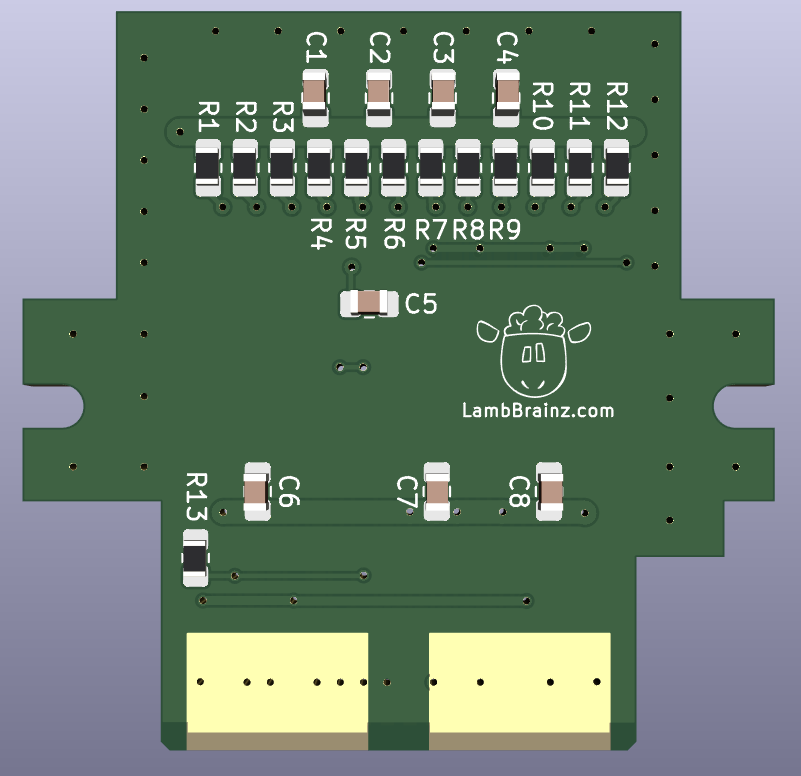 C1 C2 C3 C4
R1 R2 R3 R10 R11 R12
R4 R5 R6 R7 R8 R9
C5
LambBrainz.com
R13 C6 C7 C8